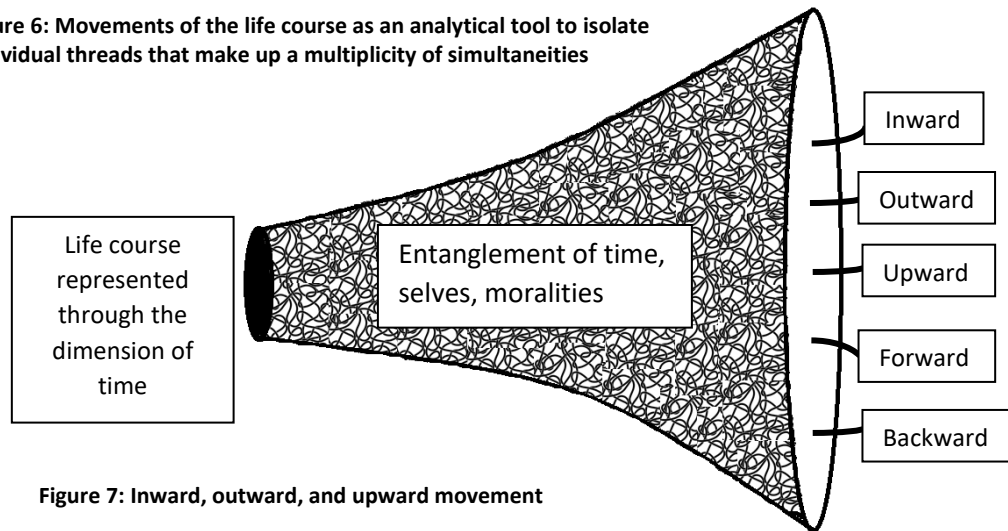 ure 6: Movements of the life course as an analytical tool to isolate
ividual threads that make up a multiplicity of simultaneities
Inward
Outward
Upward
Forward
Backward
Life course
represented
through the
dimension of
time
Entanglement of time,
selves, moralities
Figure 7: Inward, outward, and upward movement